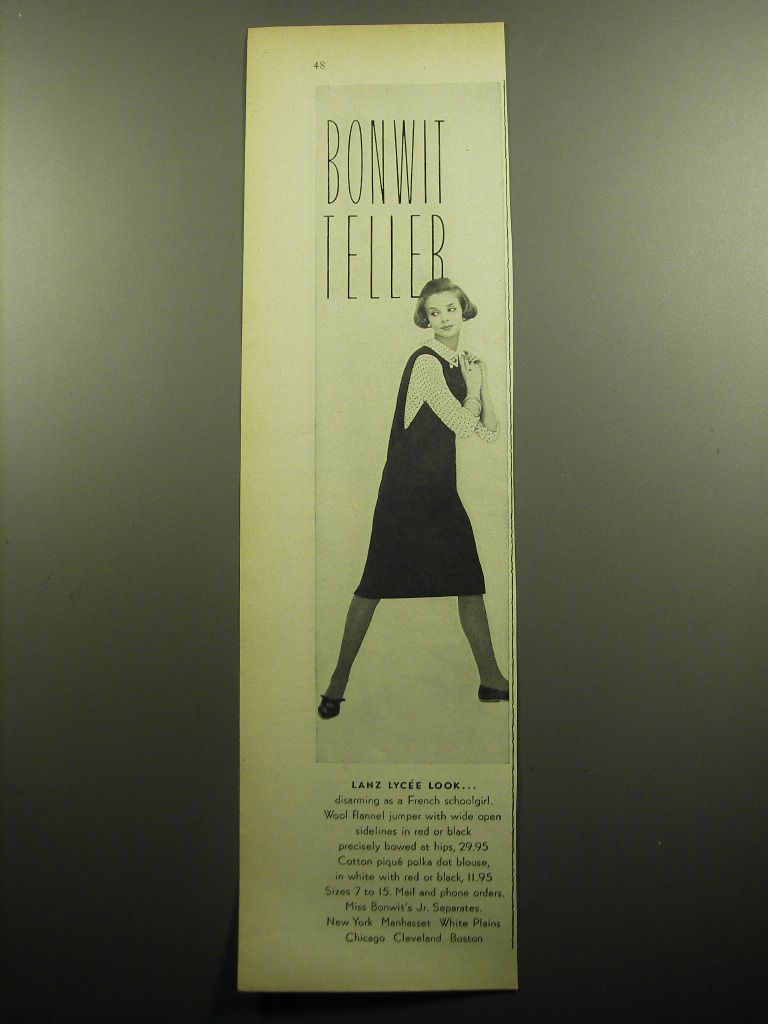 48
BONWIT
TELLER
LANZ LYCÉE LOOK...
disarming as a French schoolgirl.
Wool flannel jumper with wide open
sidelines in red or black
precisely bowed at hips, 29.95
Cotton piqué polka dot blouse,
in white with red or black, 11.95
Sizes 7 to 15. Mail and phone orders.
Miss Bonwit's Jr. Separates.
New York Manhasset White Plains
Chicago Cleveland Boston